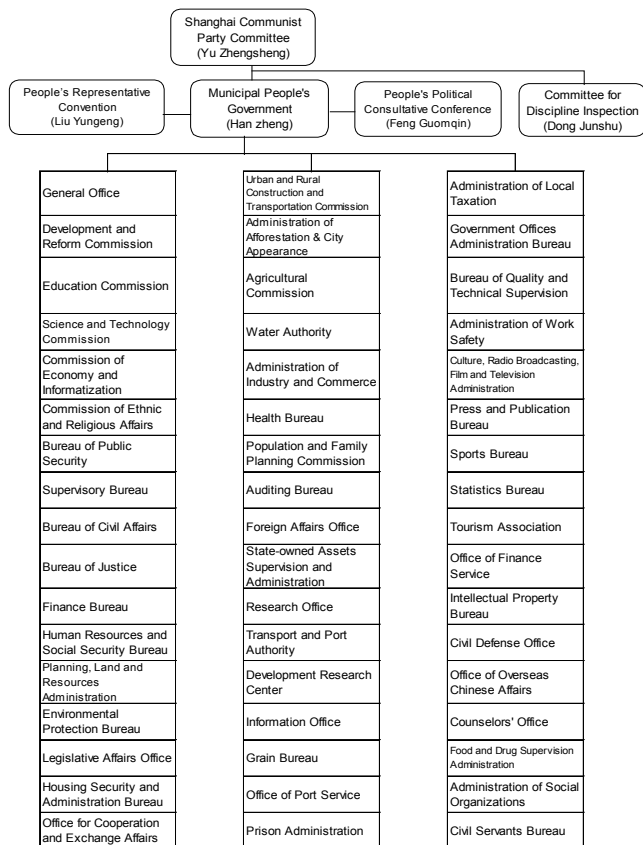 Shanghai Communist
Party Committee
(Yu Zhengsheng)
People's Representative
Convention
(Liu Yungeng)
Municipal People's
Government
(Han zheng)
People's Political
Consultative Conference
(Feng Guomqin)
Committee for
Discipline Inspection
(Dong Junshu)
General Office
Development and
Reform Commission
Education Commission
Science and Technology
Commission
Commission of
Economy and
Informatization
Commission of Ethnic
and Religious Affairs
Bureau of Public
Security
Supervisory Bureau
Bureau of Civil Affairs
Bureau of Justice
Finance Bureau
Human Resources and
Social Security Bureau
Planning, Land and
Resources
Administration
Environmental
Protection Bureau
Legislative Affairs Office
Housing Security and
Administration Bureau
Office for Cooperation
and Exchange Affairs
Urban and Rural
Construction and
Transportation Commission
Administration of
Afforestation & City
Appearance
Agricultural
Commission
Water Authority
Administration of
Industry and Commerce
Health Bureau
Population and Family
Planning Commission
Auditing Bureau
Foreign Affairs Office
State-owned Assets
Supervision and
Administration
Research Office
Transport and Port
Authority
Development Research
Center
Information Office
Grain Bureau
Office of Port Service
Prison Administration
Administration of Local
Taxation
Government Offices
Administration Bureau
Bureau of Quality and
Technical Supervision
Administration of Work
Safety
Culture, Radio Broadcasting,
Film and Television
Administration
Press and Publication
Bureau
Sports Bureau
Statistics Bureau
Tourism Association
Office of Finance
Service
Intellectual Property
Bureau
Civil Defense Office
Office of Overseas
Chinese Affairs
Counselors' Office
Food and Drug Supervision
Administration
Administration of Social
Organizations
Civil Servants Bureau